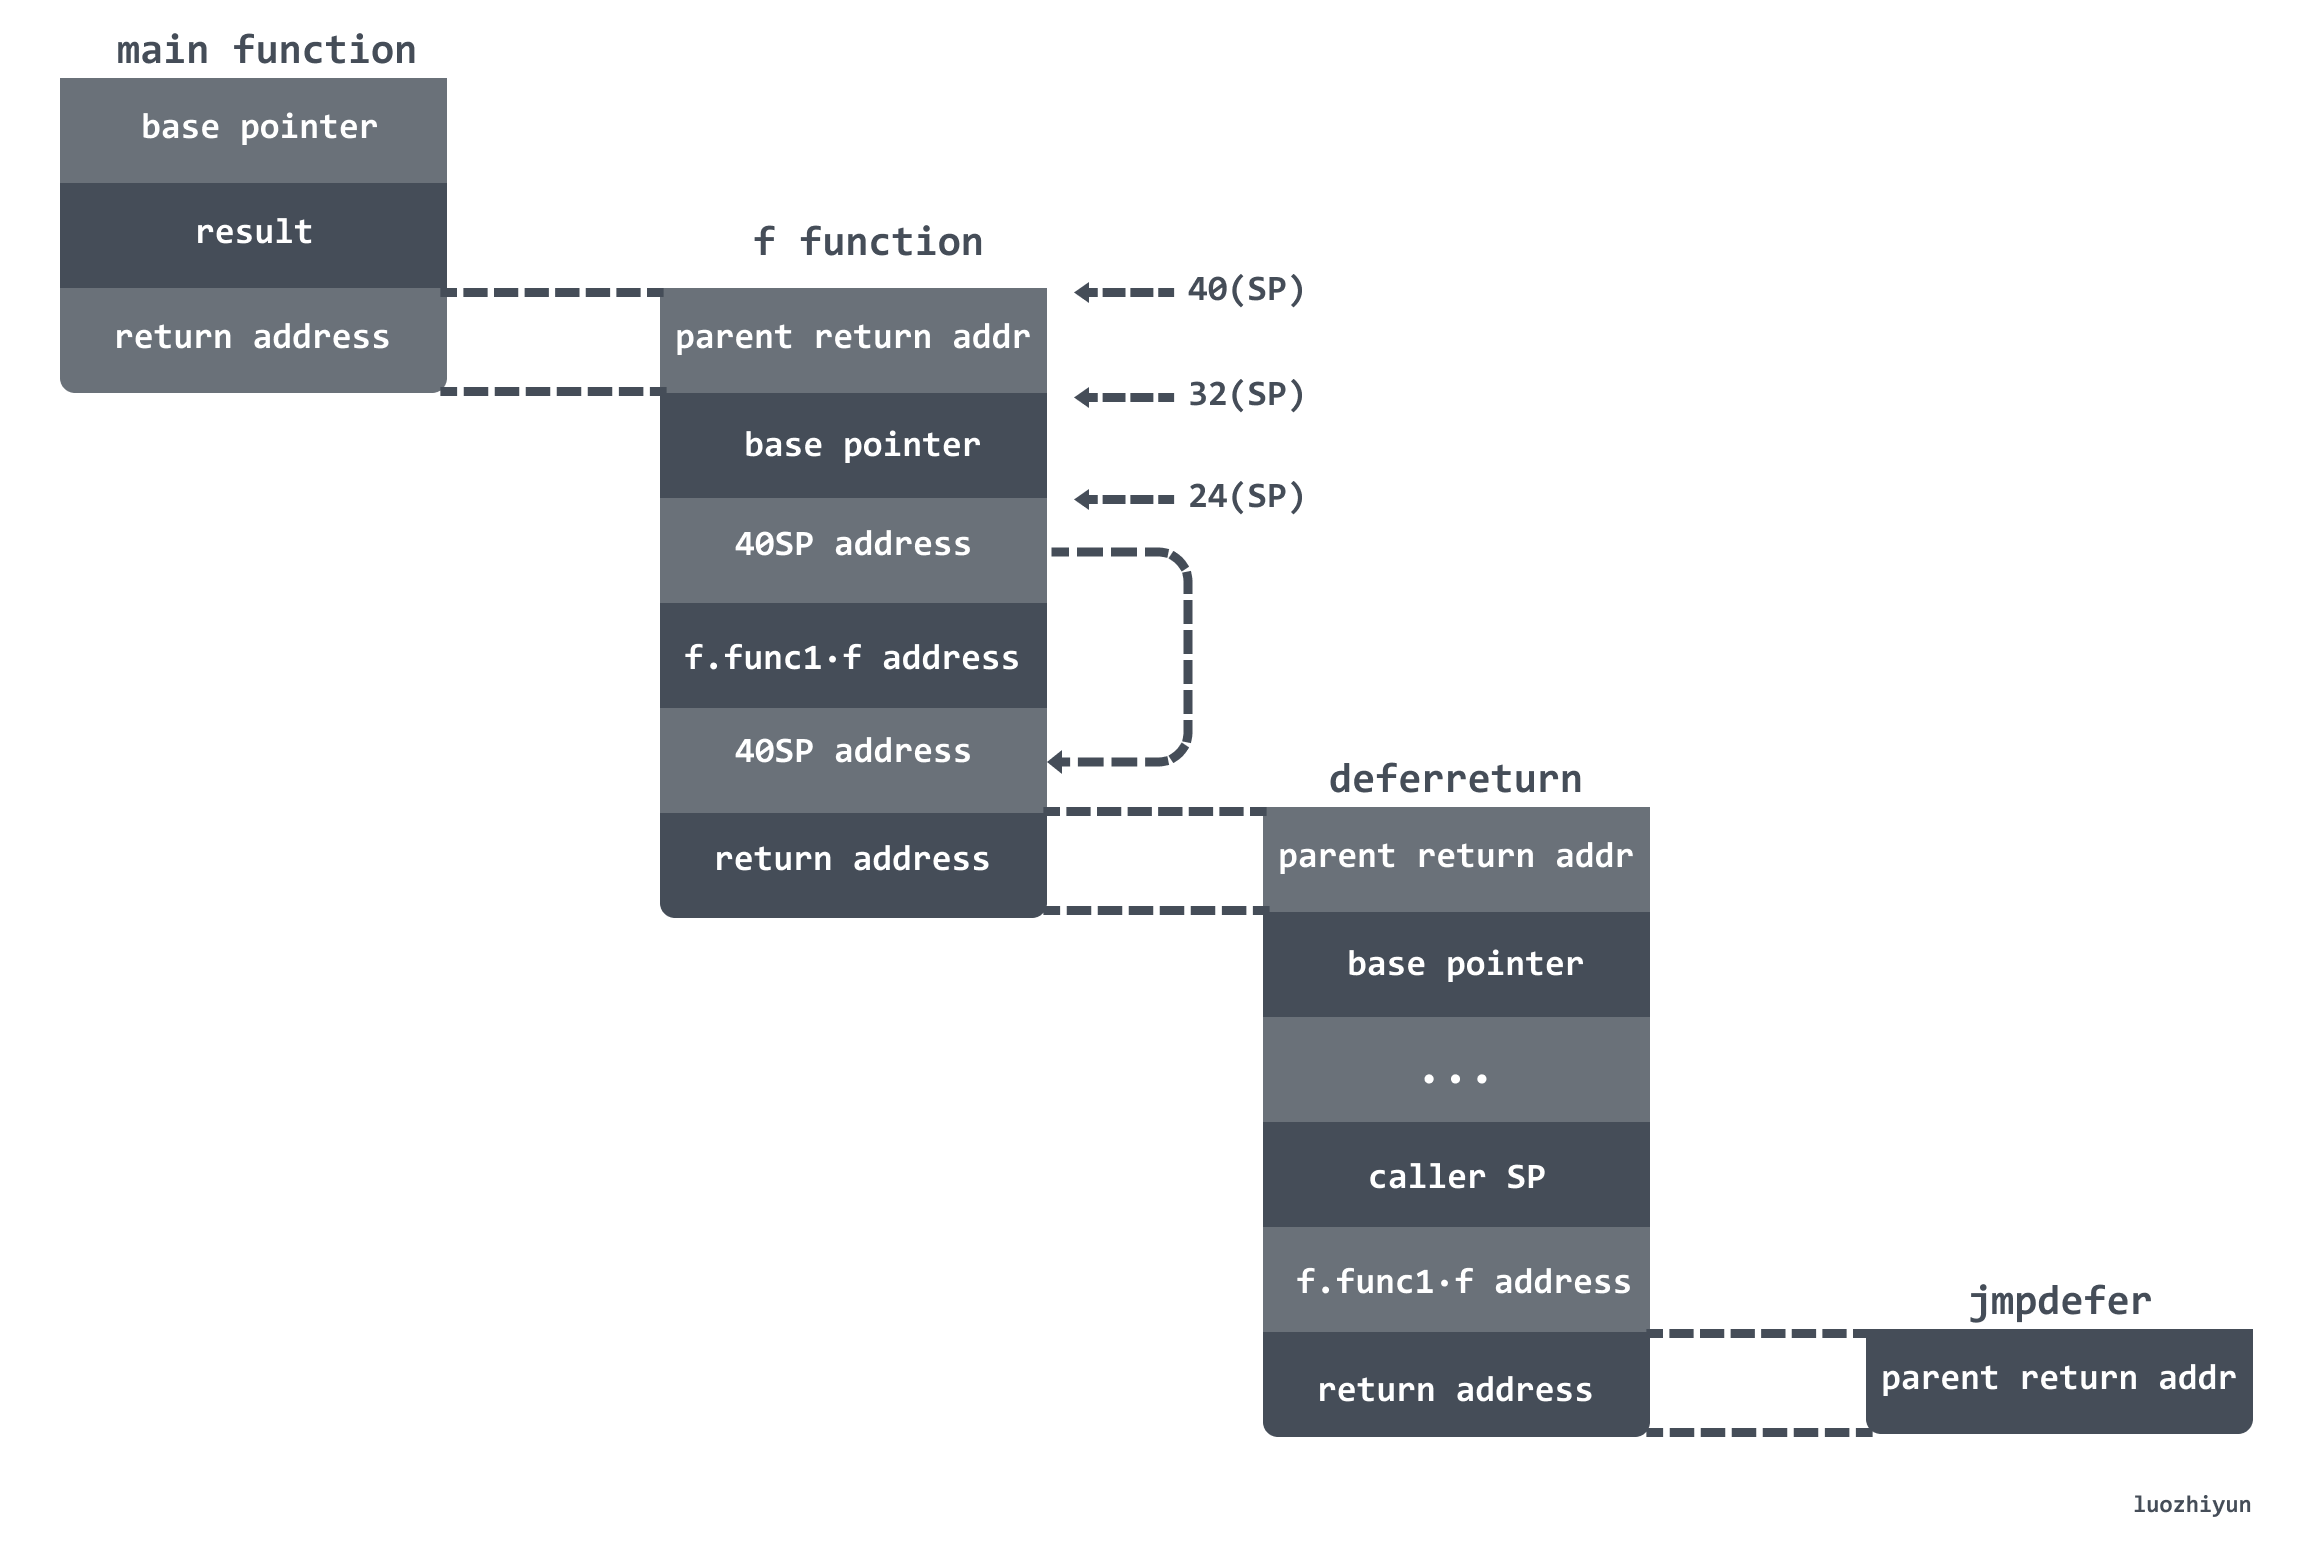 main function
base pointer
result
return address
f function
parent return addr
base pointer
40SP address
f.func1·f address
40SP address
return address
40(SP)
32(SP)
24(SP)
deferreturn
parent return addr
base pointer
...
caller SP
f.func1·f address
return address
jmpdefer
parent return addr
luozhiyun